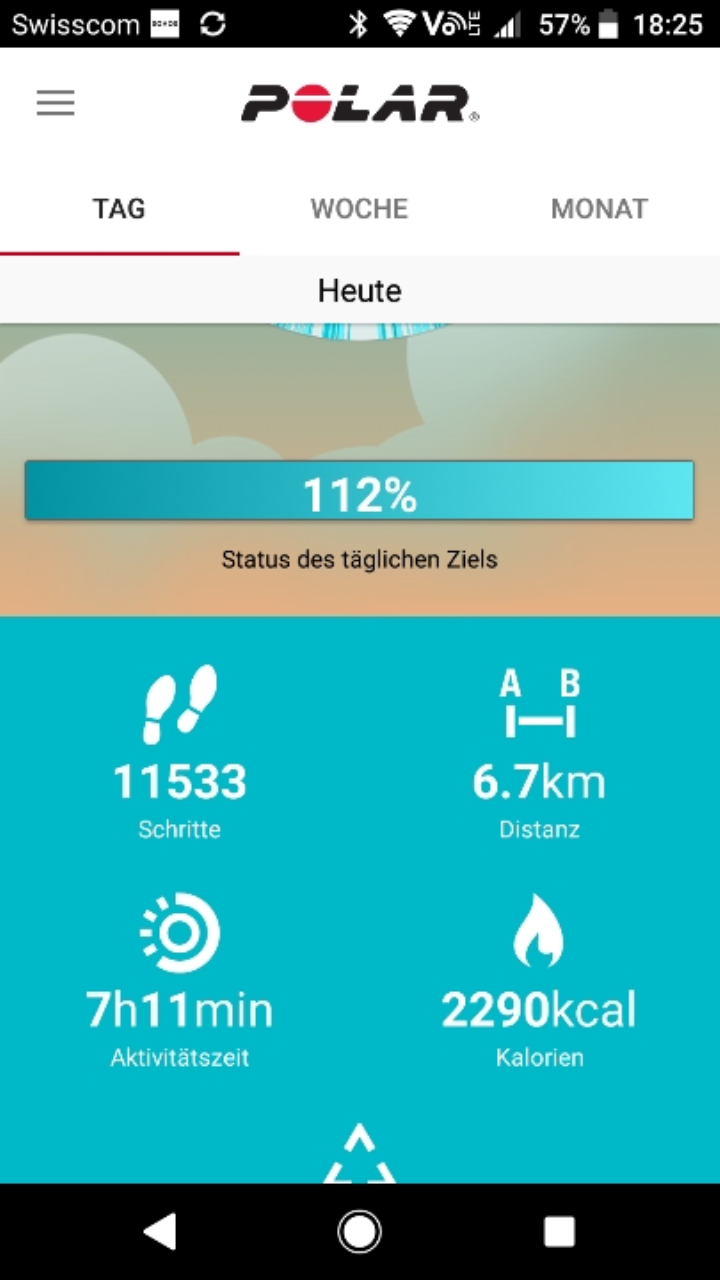 Swisscom VoLTE 57% 18:25
POLAR®
TAG WOCHE MONAT
Heute
112%
Status des täglichen Ziels
A B
11533 6.7km
Schritte Distanz
7h11min 2290kcal
Aktivitätszeit Kalorien